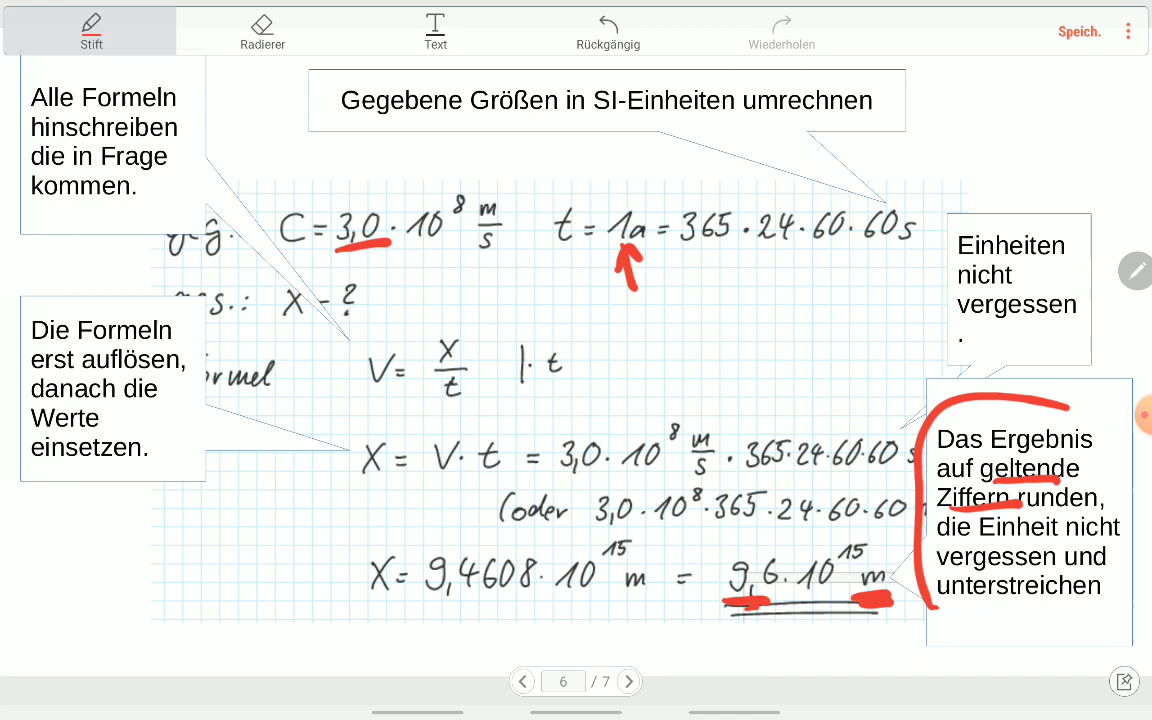 Stift
Radierer
Text
Rückgängig
Wiederholen
Speich.
Alle Formeln
hinschreiben
die in Frage
kommen.
Gegebene Größen in SI-Einheiten umrechnen
C = 3,0 · 10⁸ m/s    t = 1a = 365 · 24 · 60 · 60 s
Einheiten
nicht
vergessen
.
x = ?
Die Formeln
erst auflösen,
danach die
Werte
einsetzen.
V = x/t  |· t
x = V · t = 3,0 · 10⁸ m/s · 365 · 24 · 60 · 60 s
(oder 3,0 · 10⁸ · 365 · 24 · 60 · 60
x = 9,4608 · 10¹⁵ m = 9,6 · 10¹⁵ m
Das Ergebnis
auf geltende
Ziffern runden,
die Einheit nicht
vergessen und
unterstreichen
6 / 7